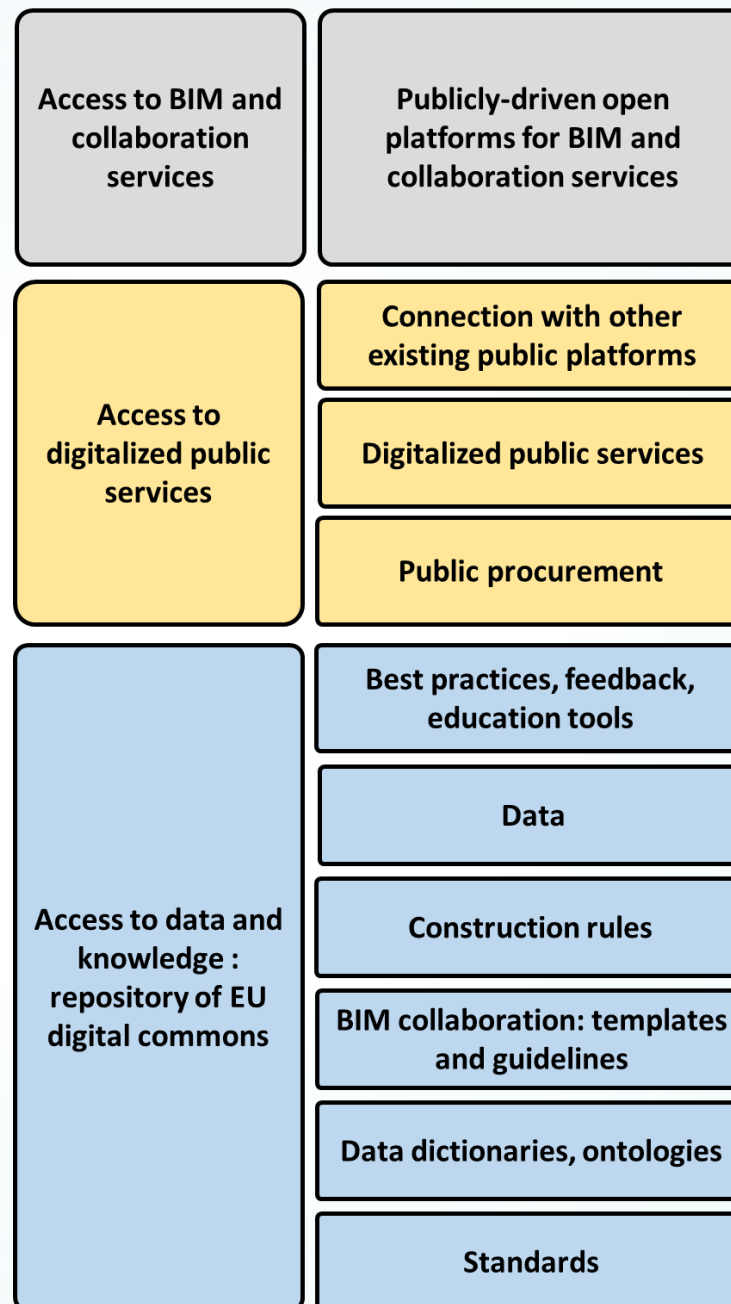 Access to BIM and
collaboration
services
Publicly-driven open
platforms for BIM and
collaboration services
Access to
digitalized public
services
Connection with other
existing public platforms
Digitalized public services
Public procurement
Access to data and
knowledge :
repository of EU
digital commons
Best practices, feedback,
education tools
Data
Construction rules
BIM collaboration: templates
and guidelines
Data dictionaries, ontologies
Standards